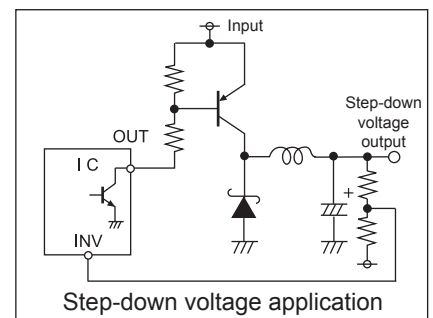 Input
Step-down
voltage
output
OUT
I C
+
INV
Step-down voltage application